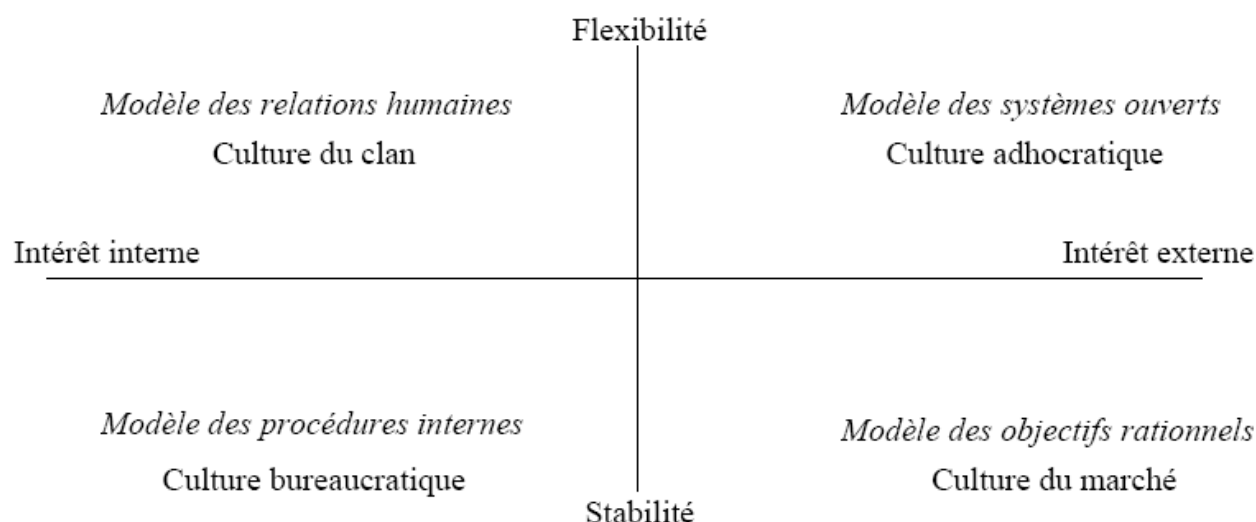 Flexibilité
Modèle des relations humaines
Culture du clan
Modèle des systèmes ouverts
Culture adhocratique
Intérêt interne
Intérêt externe
Modèle des procédures internes
Culture bureaucratique
Modèle des objectifs rationnels
Culture du marché
Stabilité